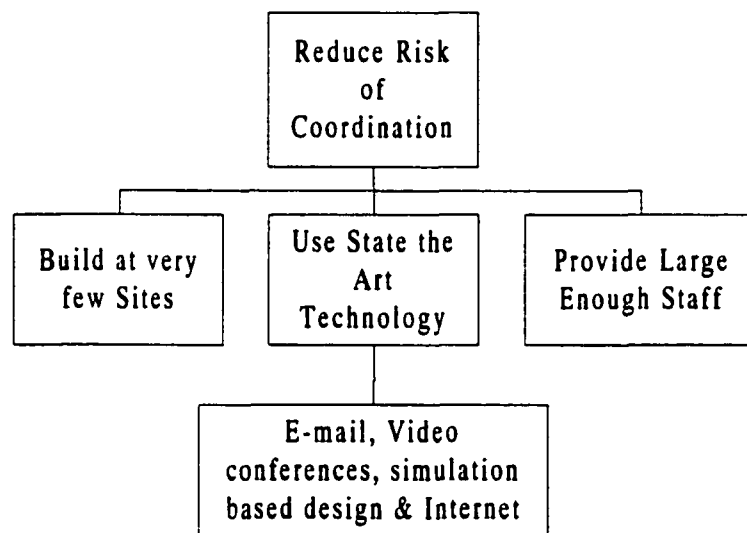 Reduce Risk
of
Coordination
Build at very
few Sites
Use State the
Art
Technology
Provide Large
Enough Staff
E-mail, Video
conferences, simulation
based design & Internet